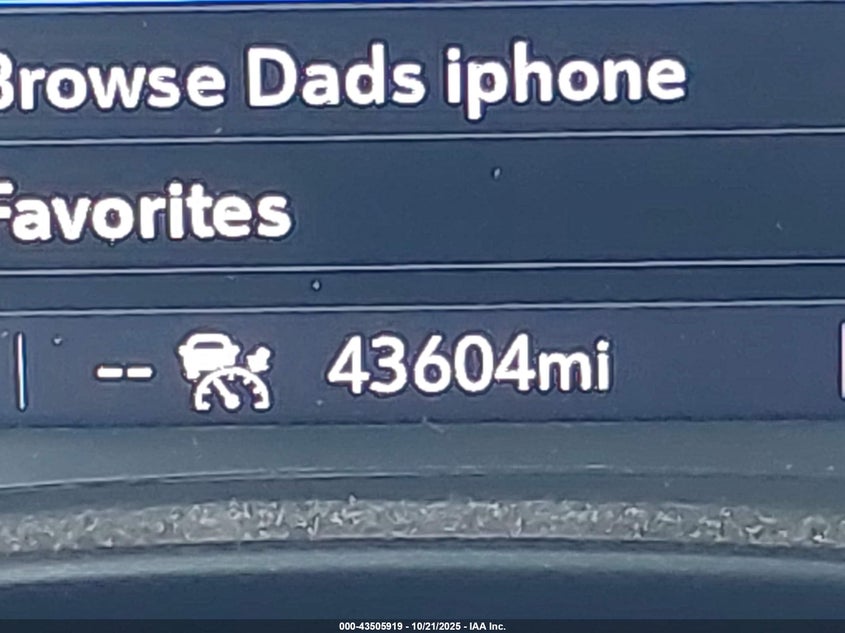 Browse Dads iphone
Favorites
-- 43604mi
000-43505919 - 10/21/2025 - IAA Inc.